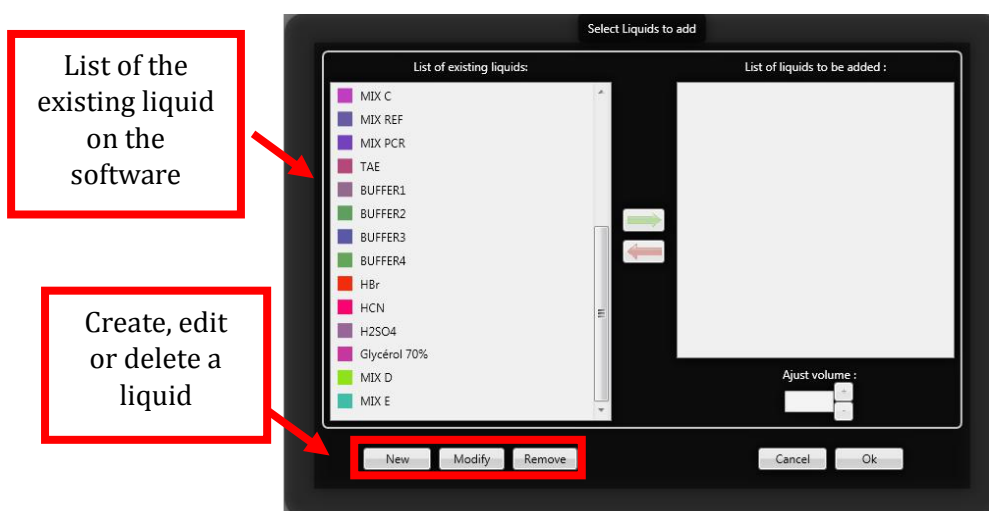 Select Liquids to add
List of the
existing liquid
on the
software
List of existing liquids:
MIX C
MIX REF
MIX PCR
TAE
BUFFER1
BUFFER2
BUFFER3
BUFFER4
HBr
HCN
H2SO4
Glycérol 70%
MIX D
MIX E
List of liquids to be added :
Ajust volume :
+
-
Create, edit
or delete a
liquid
New Modify Remove
Cancel Ok